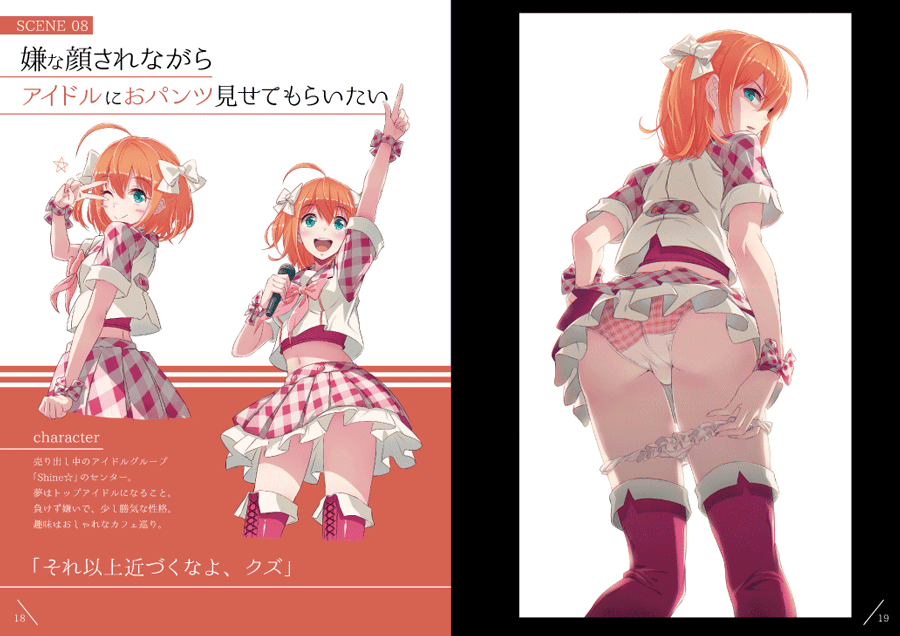 SCENE 08
嫌な顔されながら
アイドルにおパンツ見せてもらいたい
character
売り出し中のアイドルグループ
「Shine☆」のセンター。
夢はトップアイドルになること。
負けず嫌いで、少し勝気な性格。
趣味はおしゃれなカフェ巡り。
「それ以上近づくなよ、クズ」
18
19